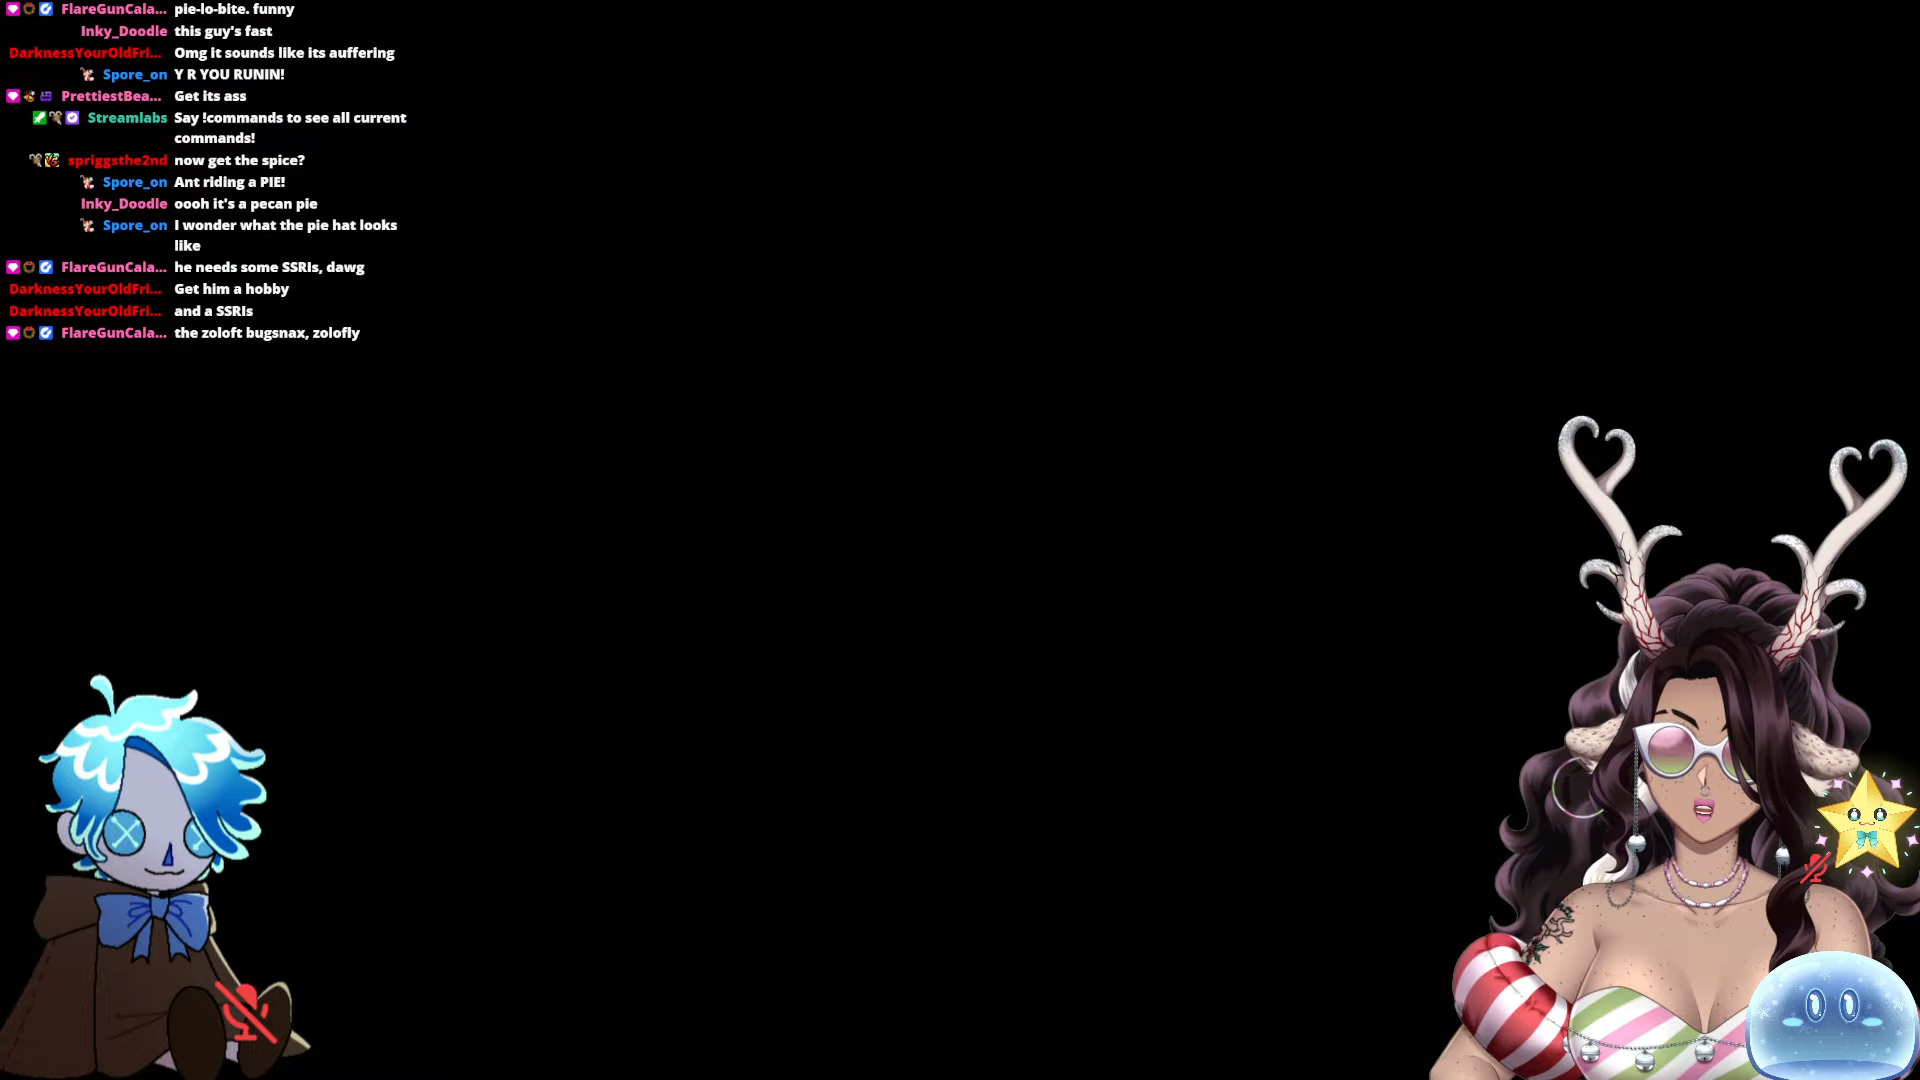 FlareGunCala... pie-lo-bite. funny
Inky_Doodle this guy's fast
DarknessYourOldFri... Omg it sounds like its auffering
Spore_on Y R YOU RUNIN!
PrettiestBea... Get its ass
Streamlabs Say !commands to see all current
commands!
spriggsthe2nd now get the spice?
Spore_on Ant riding a PIE!
Inky_Doodle oooh it's a pecan pie
Spore_on I wonder what the pie hat looks
like
FlareGunCala... he needs some SSRIs, dawg
DarknessYourOldFri... Get him a hobby
DarknessYourOldFri... and a SSRIs
FlareGunCala... the zoloft bugsnax, zolofly